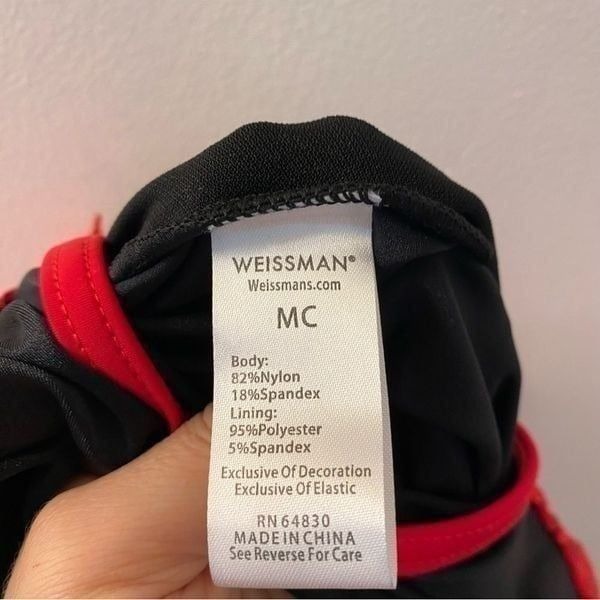 WEISSMAN®
Weissmans.com
MC
Body:
82%Nylon
18%Spandex
Lining:
95%Polyester
5%Spandex
Exclusive Of Decoration
Exclusive Of Elastic
RN 64830
MADE IN CHINA
See Reverse For Care